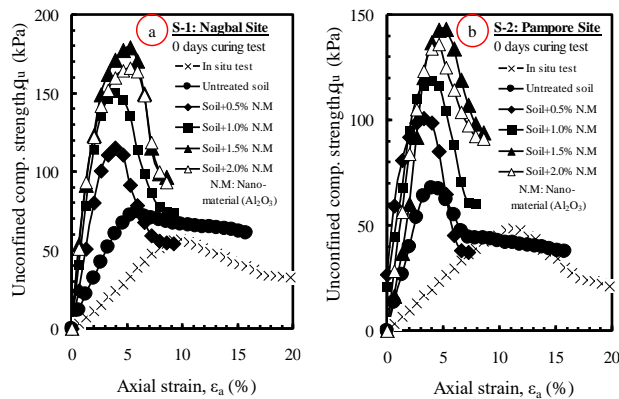 a
S-1: Nagbal Site
0 days curing test
In situ test
Untreated soil
Soil+0.5% N.M
Soil+1.0% N.M
Soil+1.5% N.M
Soil+2.0% N.M
N.M: Nano-
material (Al₂O₃)
Unconfined comp. strength,qu (kPa)
200
150
100
50
0
0
5
10
15
20
Axial strain, εa (%)
b
S-2: Pampore Site
0 days curing test
In situ test
Untreated soil
Soil+0.5% N.M
Soil+1.0% N.M
Soil+1.5% N.M
Soil+2.0% N.M
N.M: Nano-
material (Al₂O₃)
Unconfined comp. strength,qu (kPa)
150
100
50
0
0
5
10
15
20
Axial strain, εa (%)